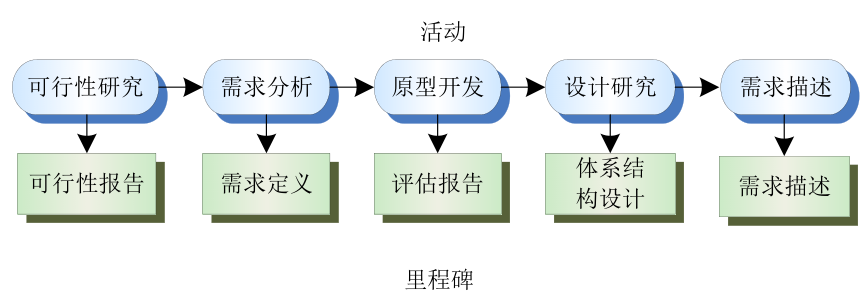 活动
可行性研究
需求分析
原型开发
设计研究
需求描述
可行性报告
需求定义
评估报告
体系结
构设计
需求描述
里程碑